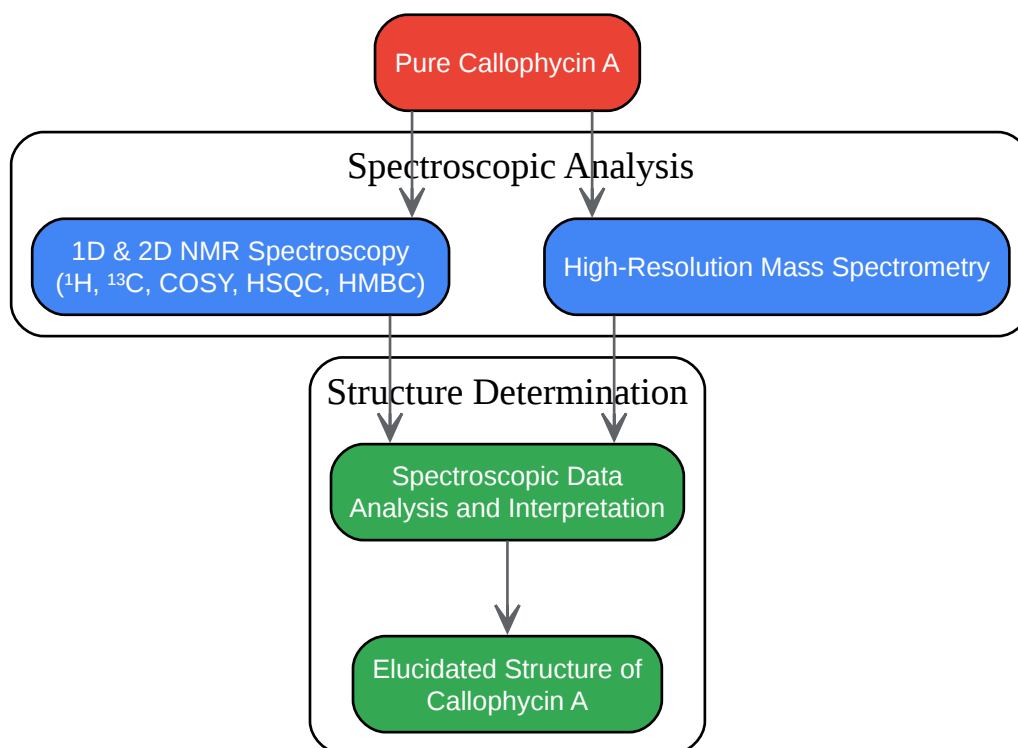 Pure Callophycin A
Spectroscopic Analysis
1D & 2D NMR Spectroscopy
(¹H, ¹³C, COSY, HSQC, HMBC)
High-Resolution Mass Spectrometry
Structure Determination
Spectroscopic Data
Analysis and Interpretation
Elucidated Structure of
Callophycin A